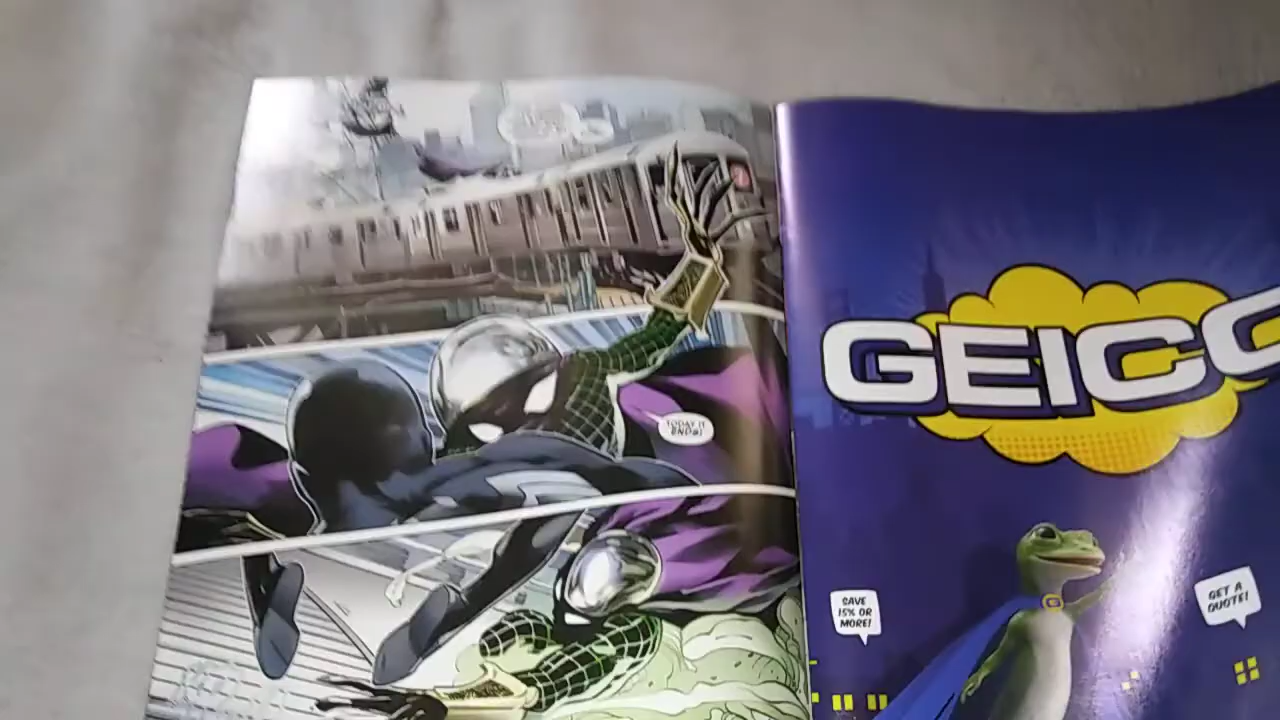 TODAY IT
ENDS!
GEICO
SAVE
15% OR
MORE!
GET A
QUOTE!